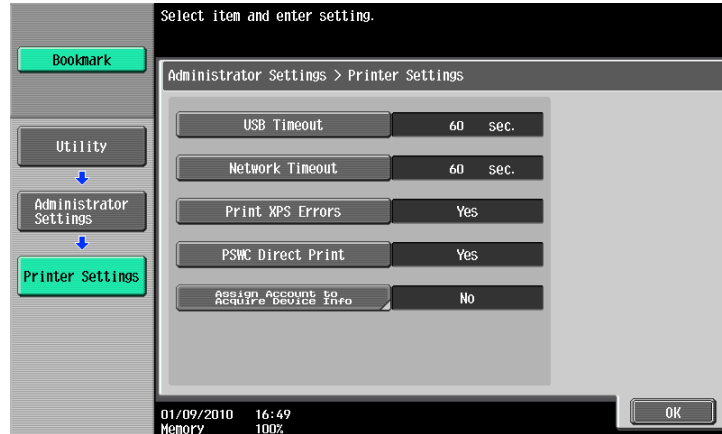 Select item and enter setting.
Bookmark
Administrator Settings > Printer Settings
USB Timeout 60 sec.
Utility
Network Timeout 60 sec.
Administrator
Settings
Print XPS Errors Yes
PSWC Direct Print Yes
Printer Settings
Assign Account to
Acquire Device Info
No
01/09/2010 16:49
Memory 100%
OK